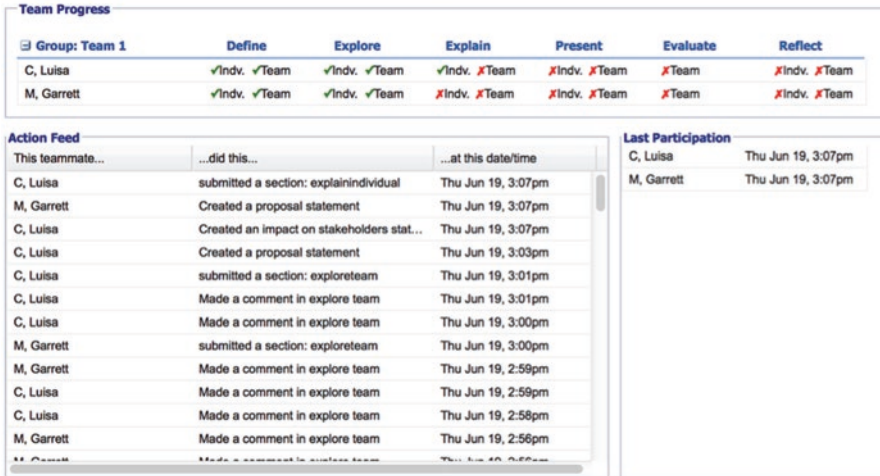 Team Progress
Group: Team 1 Define Explore Explain Present Evaluate Reflect
C, Luisa ✓Indv. ✓Team ✓Indv. ✓Team ✓Indv. ✗Team ✗Indv. ✗Team ✗Team ✗Indv. ✗Team
M, Garrett ✓Indv. ✓Team ✓Indv. ✓Team ✗Indv. ✗Team ✗Indv. ✗Team ✗Team ✗Indv. ✗Team
Action Feed
This teammate... ...did this... ...at this date/time
C, Luisa submitted a section: explainindividual Thu Jun 19, 3:07pm
M, Garrett Created a proposal statement Thu Jun 19, 3:07pm
C, Luisa Created an impact on stakeholders stat... Thu Jun 19, 3:07pm
C, Luisa Created a proposal statement Thu Jun 19, 3:03pm
C, Luisa submitted a section: exploreteam Thu Jun 19, 3:01pm
C, Luisa Made a comment in explore team Thu Jun 19, 3:01pm
C, Luisa Made a comment in explore team Thu Jun 19, 3:00pm
M, Garrett submitted a section: exploreteam Thu Jun 19, 3:00pm
M, Garrett Made a comment in explore team Thu Jun 19, 2:59pm
C, Luisa Made a comment in explore team Thu Jun 19, 2:59pm
C, Luisa Made a comment in explore team Thu Jun 19, 2:58pm
M, Garrett Made a comment in explore team Thu Jun 19, 2:56pm
Last Participation
C, Luisa Thu Jun 19, 3:07pm
M, Garrett Thu Jun 19, 3:07pm